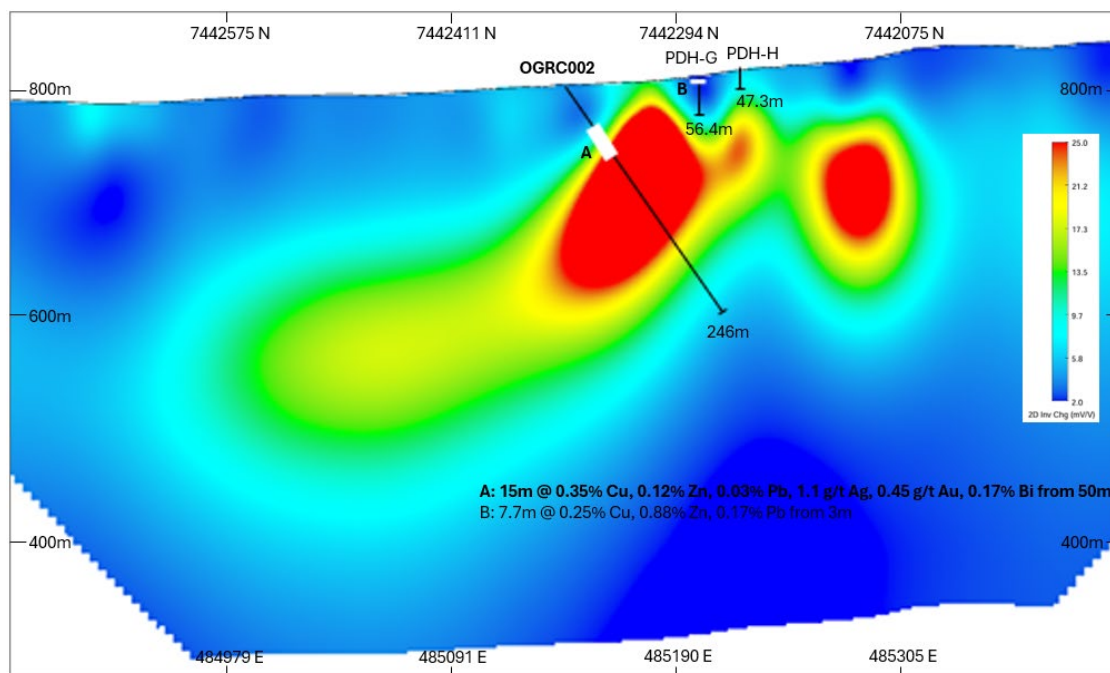 7442575 N
7442411 N
7442294 N
7442075 N
OGRC002
PDH-G
PDH-H
800m
B
47.3m
800m
56.4m
A
25.0
21.2
17.3
13.5
9.7
5.8
2.0
2D Inv Chg (mV/V)
600m
246m
A: 15m @ 0.35% Cu, 0.12% Zn, 0.03% Pb, 1.1 g/t Ag, 0.45 g/t Au, 0.17% Bi from 50m
B: 7.7m @ 0.25% Cu, 0.88% Zn, 0.17% Pb from 3m
400m
400m
484979 E
485091 E
485190 E
485305 E